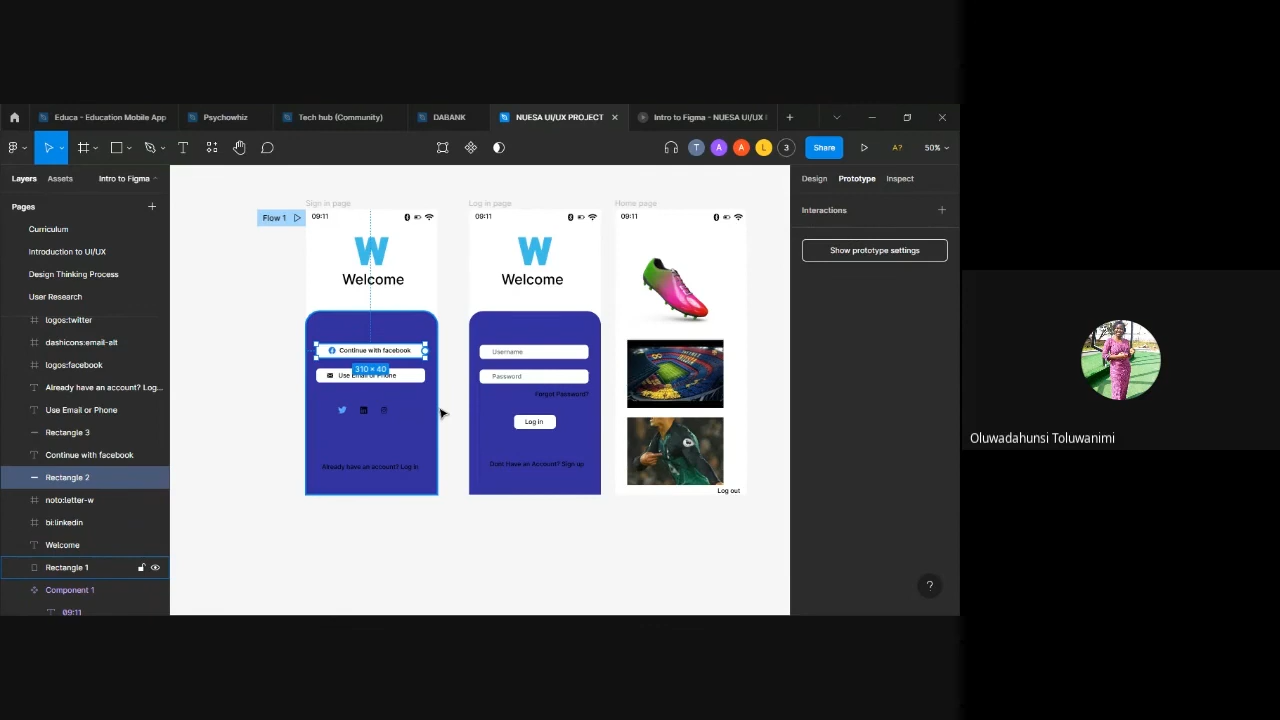 Educa - Education Mobile App
Psychowhiz
Tech hub (Community)
DABANK
NUESA UI/UX PROJECT
Intro to Figma - NUESA UI/UX
T A A L 3
Share
A?
50%
Layers
Assets
Intro to Figma
Design
Prototype
Inspect
Pages
Curriculum
Introduction to UI/UX
Design Thinking Process
User Research
logos:twitter
dashicons:email-alt
logos:facebook
Already have an account? Log...
Use Email or Phone
Rectangle 3
Continue with facebook
Rectangle 2
noto:letter-w
bi:linkedin
Welcome
Rectangle 1
Component 1
09:11
Flow 1
Sign in page
09:11
W
Welcome
Continue with facebook
310 × 40
Use Email or Phone
Already have an account? Log in
Log in page
09:11
W
Welcome
Username
Password
Forgot Password?
Log in
Dont Have an Account? Sign up
Home page
09:11
Log out
Interactions
Show prototype settings
?
Oluwadahunsi Toluwanimi